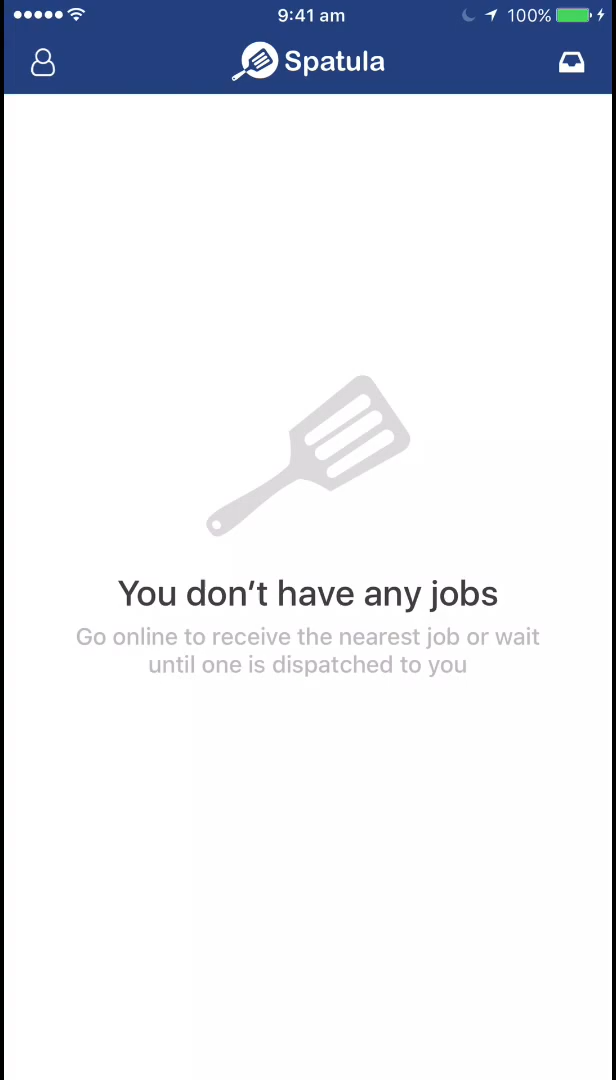 9:41 am
100%
Spatula
You don’t have any jobs
Go online to receive the nearest job or wait
until one is dispatched to you